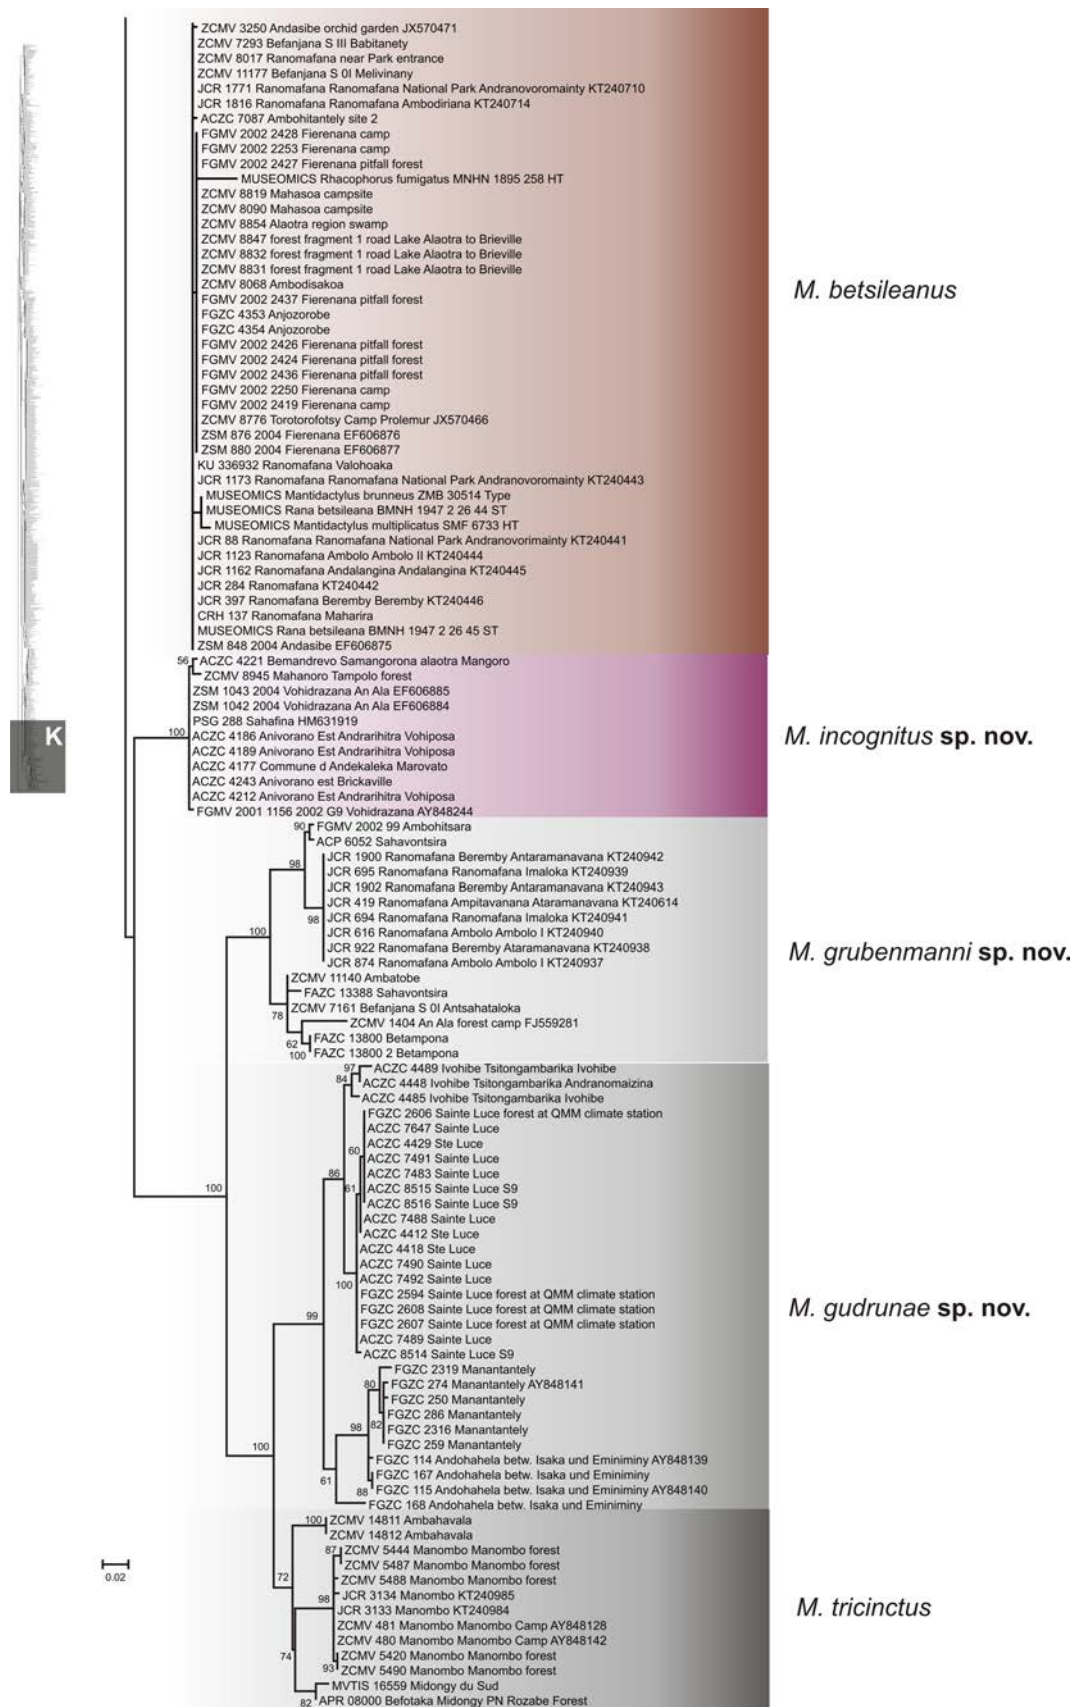 ZCMV 3250 Andasibe orchid garden JX570471
ZCMV 7293 Befanjana S III Babitanety
ZCMV 8017 Ranomafana near Park entrance
ZCMV 11177 Befanjana S 0I Melivinany
JCR 1771 Ranomafana Ranomafana National Park Andranovoromainty KT240710
JCR 1816 Ranomafana Ranomafana Ambodiriana KT240714
ACZC 7087 Ambohitantely site 2
FGMV 2002 2428 Fierenana camp
FGMV 2002 2253 Fierenana camp
FGMV 2002 2427 Fierenana pitfall forest
MUSEOMICS Rhacophorus fumigatus MNHN 1895 258 HT
ZCMV 8819 Mahasoa campsite
ZCMV 8090 Mahasoa campsite
ZCMV 8854 Alaotra region swamp
ZCMV 8847 forest fragment 1 road Lake Alaotra to Brieville
ZCMV 8832 forest fragment 1 road Lake Alaotra to Brieville
ZCMV 8831 forest fragment 1 road Lake Alaotra to Brieville
ZCMV 8068 Ambodisakoa
M. betsileanus
FGMV 2002 2437 Fierenana pitfall forest
FGZC 4353 Anjozorobe
FGZC 4354 Anjozorobe
FGMV 2002 2426 Fierenana pitfall forest
FGMV 2002 2424 Fierenana pitfall forest
FGMV 2002 2436 Fierenana pitfall forest
FGMV 2002 2250 Fierenana camp
FGMV 2002 2419 Fierenana camp
ZCMV 8776 Torotorofotsy Camp Prolemur JX570466
ZSM 876 2004 Fierenana EF606876
ZSM 880 2004 Fierenana EF606877
KU 336932 Ranomafana Valohoaka
JCR 1173 Ranomafana Ranomafana National Park Andranovoromainty KT240443
MUSEOMICS Mantidactylus brunneus ZMB 30514 Type
MUSEOMICS Rana betsileana BMNH 1947 2 26 44 ST
MUSEOMICS Mantidactylus multiplicatus SMF 6733 HT
JCR 88 Ranomafana Ranomafana National Park Andranovorimainty KT240441
JCR 1123 Ranomafana Ambolo Ambolo II KT240444
JCR 1162 Ranomafana Andalangina Andalangina KT240445
JCR 284 Ranomafana KT240442
JCR 397 Ranomafana Beremby Beremby KT240446
CRH 137 Ranomafana Maharira
MUSEOMICS Rana betsileana BMNH 1947 2 26 45 ST
ZSM 848 2004 Andasibe EF606875
56 ACZC 4221 Bemandrevo Samangorona alaotra Mangoro
ZCMV 8945 Mahanoro Tampolo forest
ZSM 1043 2004 Vohidrazana An Ala EF606885
ZSM 1042 2004 Vohidrazana An Ala EF606884
PSG 288 Sahafina HM631919
K
100 ACZC 4186 Anivorano Est Andrarihitra Vohiposa
M. incognitus sp. nov.
ACZC 4189 Anivorano Est Andrarihitra Vohiposa
ACZC 4177 Commune d Andekaleka Marovato
ACZC 4243 Anivorano est Brickaville
ACZC 4212 Anivorano Est Andrarihitra Vohiposa
FGMV 2001 1156 2002 G9 Vohidrazana AY848244
90 FGMV 2002 99 Ambohitsara
ACP 6052 Sahavontsira
JCR 1900 Ranomafana Beremby Antaramanavana KT240942
98 JCR 695 Ranomafana Ranomafana Imaloka KT240939
JCR 1902 Ranomafana Beremby Antaramanavana KT240943
JCR 419 Ranomafana Ampitavanana Ataramanavana KT240614
98 JCR 694 Ranomafana Ranomafana Imaloka KT240941
100 JCR 616 Ranomafana Ambolo Ambolo I KT240940
JCR 922 Ranomafana Beremby Ataramanavana KT240938
M. grubenmanni sp. nov.
JCR 874 Ranomafana Ambolo Ambolo I KT240937
ZCMV 11140 Ambatobe
FAZC 13388 Sahavontsira
ZCMV 7161 Befanjana S 0I Antsahataloka
78 ZCMV 1404 An Ala forest camp FJ559281
62 FAZC 13800 Betampona
100 FAZC 13800 2 Betampona
97 ACZC 4489 Ivohibe Tsitongambarika Ivohibe
84 ACZC 4448 Ivohibe Tsitongambarika Andranomaizina
ACZC 4485 Ivohibe Tsitongambarika Ivohibe
FGZC 2606 Sainte Luce forest at QMM climate station
ACZC 7647 Sainte Luce
ACZC 4429 Ste Luce
60 ACZC 7491 Sainte Luce
86 ACZC 7483 Sainte Luce
61 ACZC 8515 Sainte Luce S9
100 ACZC 8516 Sainte Luce S9
ACZC 7488 Sainte Luce
ACZC 4412 Ste Luce
ACZC 4418 Ste Luce
ACZC 7490 Sainte Luce
100 ACZC 7492 Sainte Luce
FGZC 2594 Sainte Luce forest at QMM climate station
FGZC 2608 Sainte Luce forest at QMM climate station
M. gudrunae sp. nov.
99 FGZC 2607 Sainte Luce forest at QMM climate station
ACZC 7489 Sainte Luce
ACZC 8514 Sainte Luce S9
FGZC 2319 Manantantely
80 FGZC 274 Manantantely AY848141
FGZC 250 Manantantely
FGZC 286 Manantantely
82 FGZC 2316 Manantantely
98 FGZC 259 Manantantely
100 FGZC 114 Andohahela betw. Isaka und Eminiminy AY848139
61 FGZC 167 Andohahela betw. Isaka und Eminiminy
88 FGZC 115 Andohahela betw. Isaka und Eminiminy AY848140
FGZC 168 Andohahela betw. Isaka und Eminiminy
100 ZCMV 14811 Ambahavala
ZCMV 14812 Ambahavala
87 ZCMV 5444 Manombo Manombo forest
ZCMV 5487 Manombo Manombo forest
0.02
72 ZCMV 5488 Manombo Manombo forest
JCR 3134 Manombo KT240985
98 JCR 3133 Manombo KT240984
M. tricinctus
ZCMV 481 Manombo Manombo Camp AY848128
ZCMV 480 Manombo Manombo Camp AY848142
74 ZCMV 5420 Manombo Manombo forest
93 ZCMV 5490 Manombo Manombo forest
MVTIS 16559 Midongy du Sud
82 APR 08000 Befotaka Midongy PN Rozabe Forest